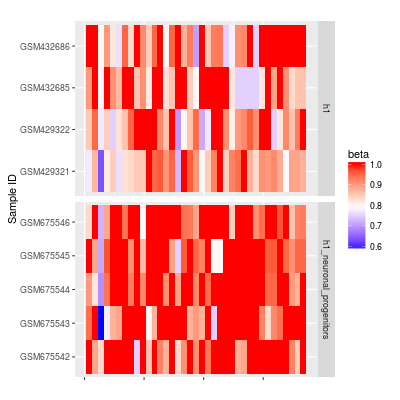 GSM432686
GSM432685
GSM429322
GSM429321
GSM675546
GSM675545
GSM675544
GSM675543
GSM675542
Sample ID
h1
h1_neuronal_progenitors
beta
1.0
0.9
0.8
0.7
0.6